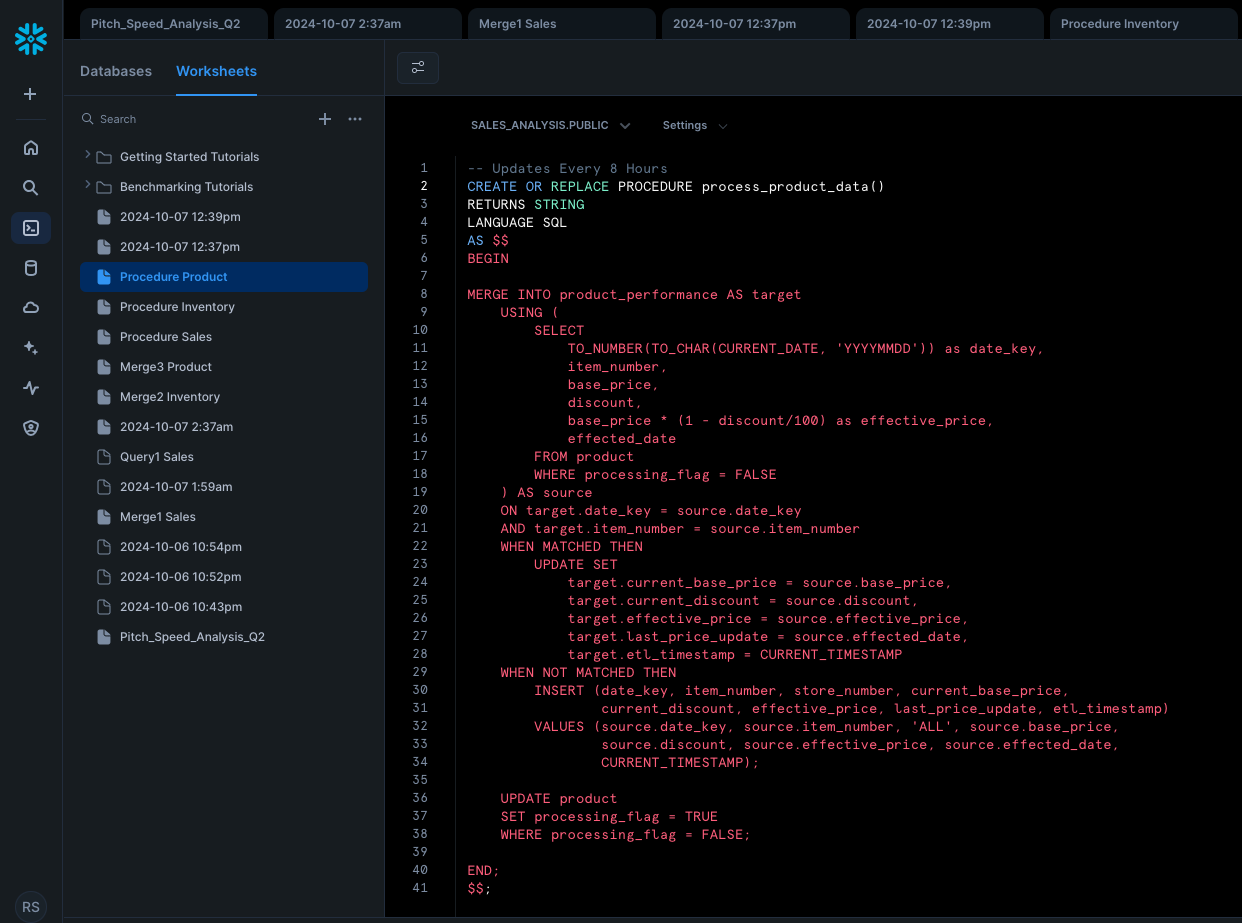 Pitch_Speed_Analysis_Q2
2024-10-07 2:37am
Merge1 Sales
2024-10-07 12:37pm
2024-10-07 12:39pm
Procedure Inventory
Databases
Worksheets
Search
Getting Started Tutorials
Benchmarking Tutorials
2024-10-07 12:39pm
2024-10-07 12:37pm
Procedure Product
Procedure Inventory
Procedure Sales
Merge3 Product
Merge2 Inventory
2024-10-07 2:37am
Query1 Sales
2024-10-07 1:59am
Merge1 Sales
2024-10-06 10:54pm
2024-10-06 10:52pm
2024-10-06 10:43pm
Pitch_Speed_Analysis_Q2
RS
SALES_ANALYSIS.PUBLIC
Settings
1 -- Updates Every 8 Hours
2 CREATE OR REPLACE PROCEDURE process_product_data()
3 RETURNS STRING
4 LANGUAGE SQL
5 AS $$
6 BEGIN
7
8 MERGE INTO product_performance AS target
9 USING (
10 SELECT
11 TO_NUMBER(TO_CHAR(CURRENT_DATE, 'YYYYMMDD')) as date_key,
12 item_number,
13 base_price,
14 discount,
15 base_price * (1 - discount/100) as effective_price,
16 effected_date
17 FROM product
18 WHERE processing_flag = FALSE
19 ) AS source
20 ON target.date_key = source.date_key
21 AND target.item_number = source.item_number
22 WHEN MATCHED THEN
23 UPDATE SET
24 target.current_base_price = source.base_price,
25 target.current_discount = source.discount,
26 target.effective_price = source.effective_price,
27 target.last_price_update = source.effected_date,
28 target.etl_timestamp = CURRENT_TIMESTAMP
29 WHEN NOT MATCHED THEN
30 INSERT (date_key, item_number, store_number, current_base_price,
31 current_discount, effective_price, last_price_update, etl_timestamp)
32 VALUES (source.date_key, source.item_number, 'ALL', source.base_price,
33 source.discount, source.effective_price, source.effected_date,
34 CURRENT_TIMESTAMP);
35
36 UPDATE product
37 SET processing_flag = TRUE
38 WHERE processing_flag = FALSE;
39
40 END;
41 $$;